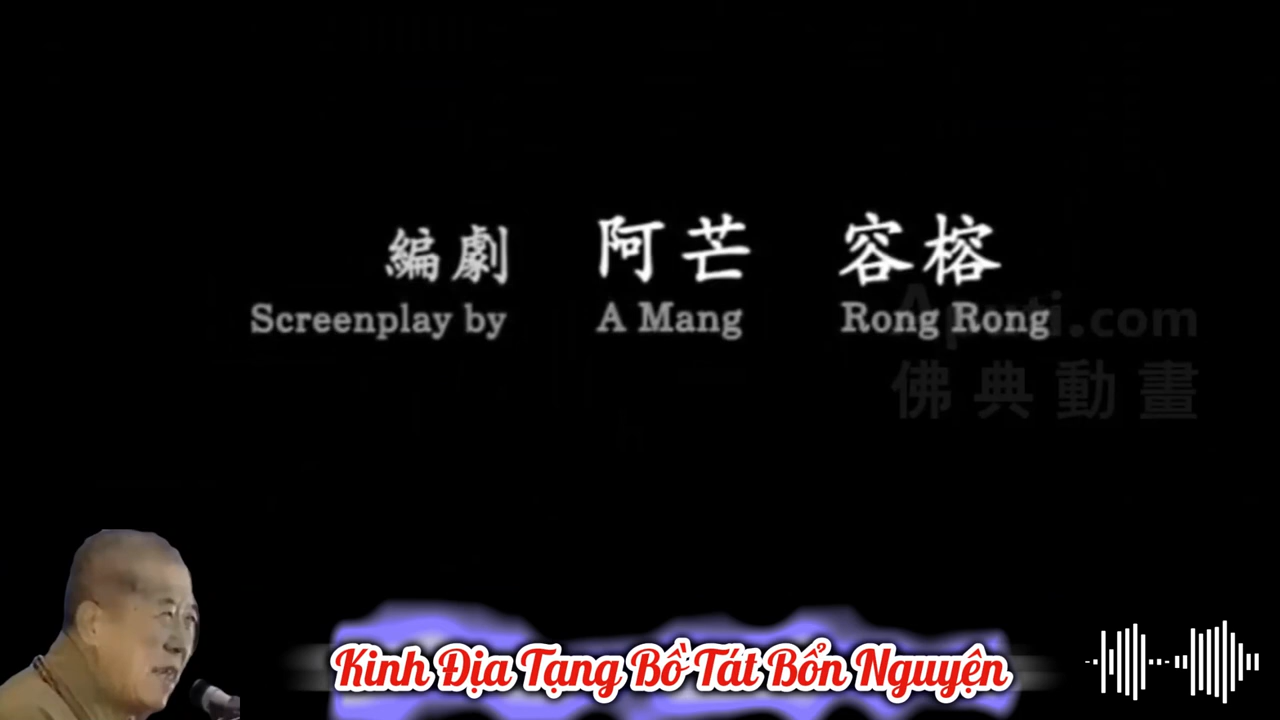 編劇 阿芒 容榕
Screenplay by A Mang Rong Rong
Aputi.com
佛典動畫
Kinh Địa Tạng Bồ Tát Bổn Nguyện